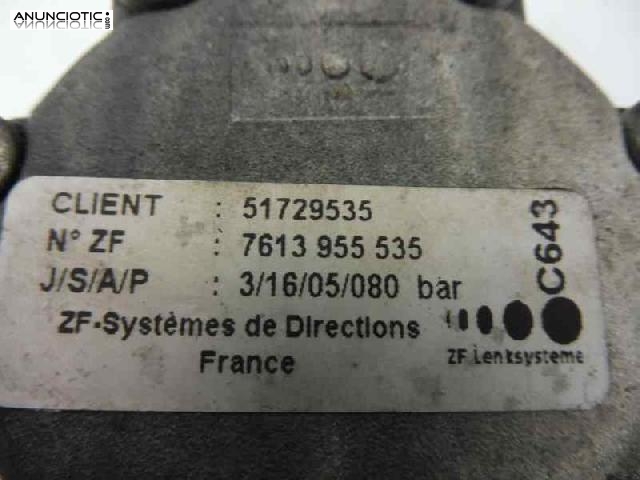 ANUNCIOTIC.com
CLIENT : 51729535
N° ZF : 7613 955 535
J/S/A/P : 3/16/05/080 bar
ZF-Systèmes de Directions
France
ZF Lenksysteme
C643